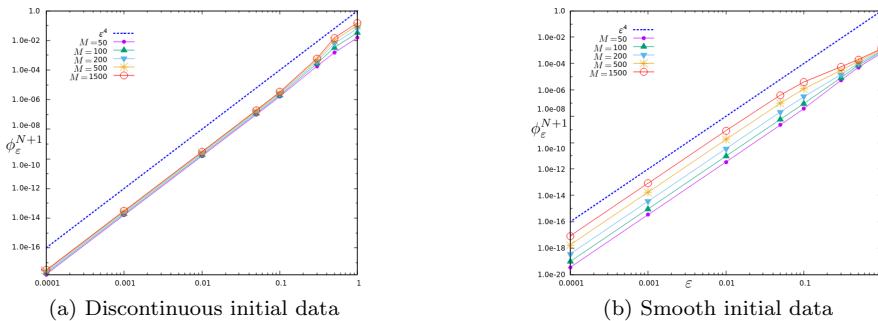 1.0
1.0e-02
1.0e-04
1.0e-06
1.0e-08
1.0e-10
1.0e-12
1.0e-14
1.0e-16
ϕ_ε^{N+1}
ε⁴
M=50
M=100
M=200
M=500
M=1500
0.0001 0.001 0.01 0.1 1
(a) Discontinuous initial data
1.0
1.0e-02
1.0e-04
1.0e-06
1.0e-08
1.0e-10
1.0e-12
1.0e-14
1.0e-16
1.0e-18
1.0e-20
ϕ_ε^{N+1}
ε⁴
M=50
M=100
M=200
M=500
M=1500
0.0001 0.001 0.01 0.1
ε
(b) Smooth initial data